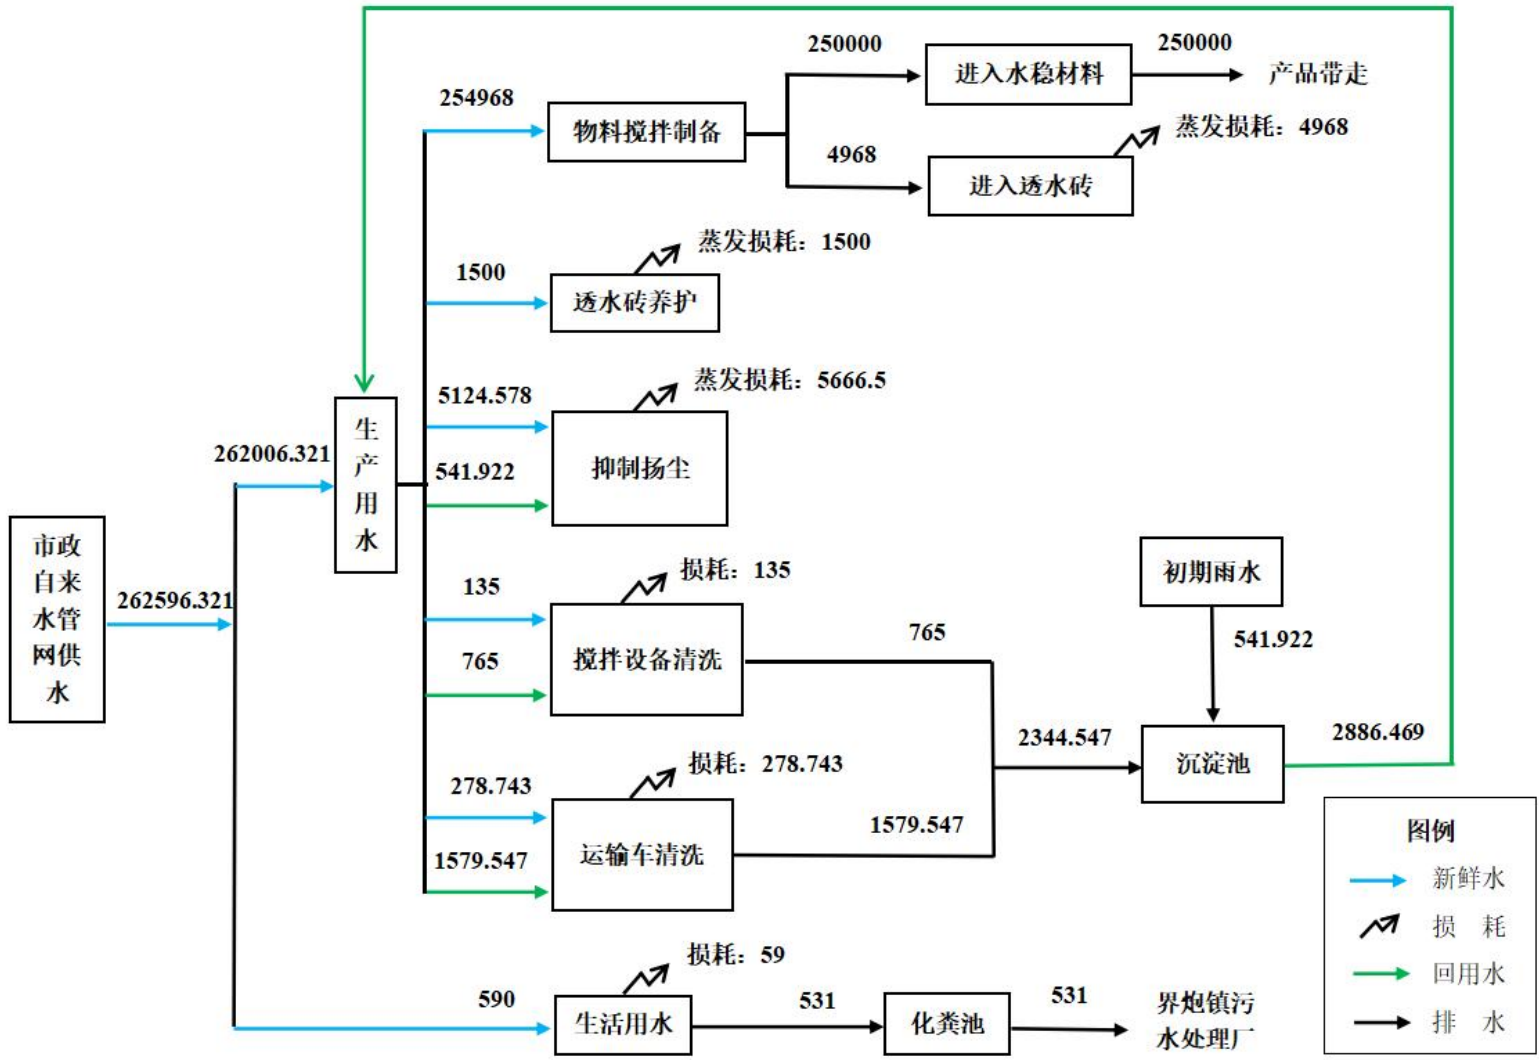 250000
250000
进入水稳材料
产品带走
254968
物料搅拌制备
蒸发损耗：4968
4968
进入透水砖
蒸发损耗：1500
1500
透水砖养护
蒸发损耗：5666.5
5124.578
生
产
用
水
抑制扬尘
541.922
262006.321
市政
自来
水管
网供
水
262596.321
损耗：135
135
搅拌设备清洗
765
765
初期雨水
541.922
2344.547
沉淀池
2886.469
损耗：278.743
278.743
运输车清洗
1579.547
1579.547
损耗：59
590
生活用水
531
化粪池
531
界炮镇污
水处理厂
图例
新鲜水
损 耗
回用水
排 水